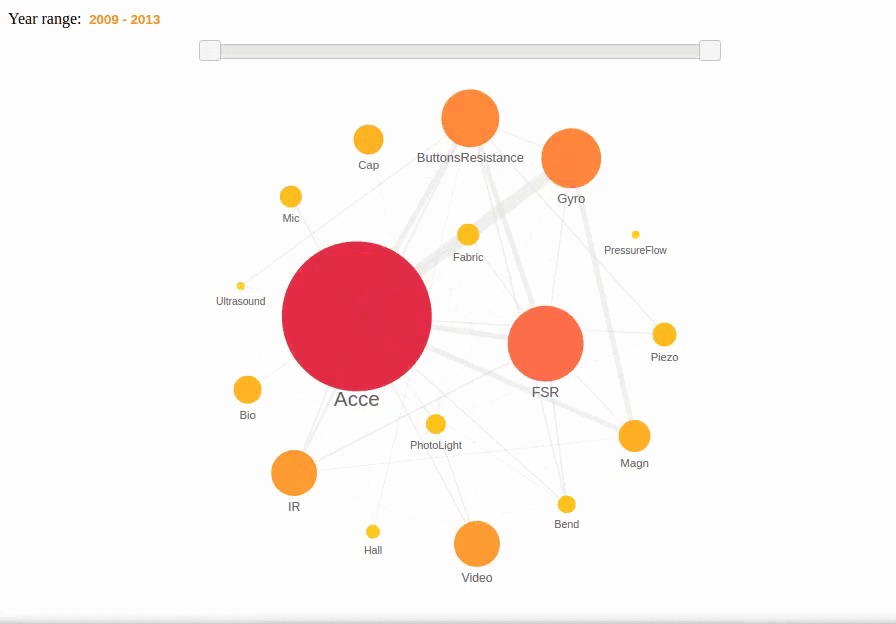 Year range: 2009 - 2013
Cap
ButtonsResistance
Gyro
Mic
Fabric
PressureFlow
Ultrasound
Piezo
Acce
FSR
Bio
PhotoLight
Magn
IR
Bend
Hall
Video